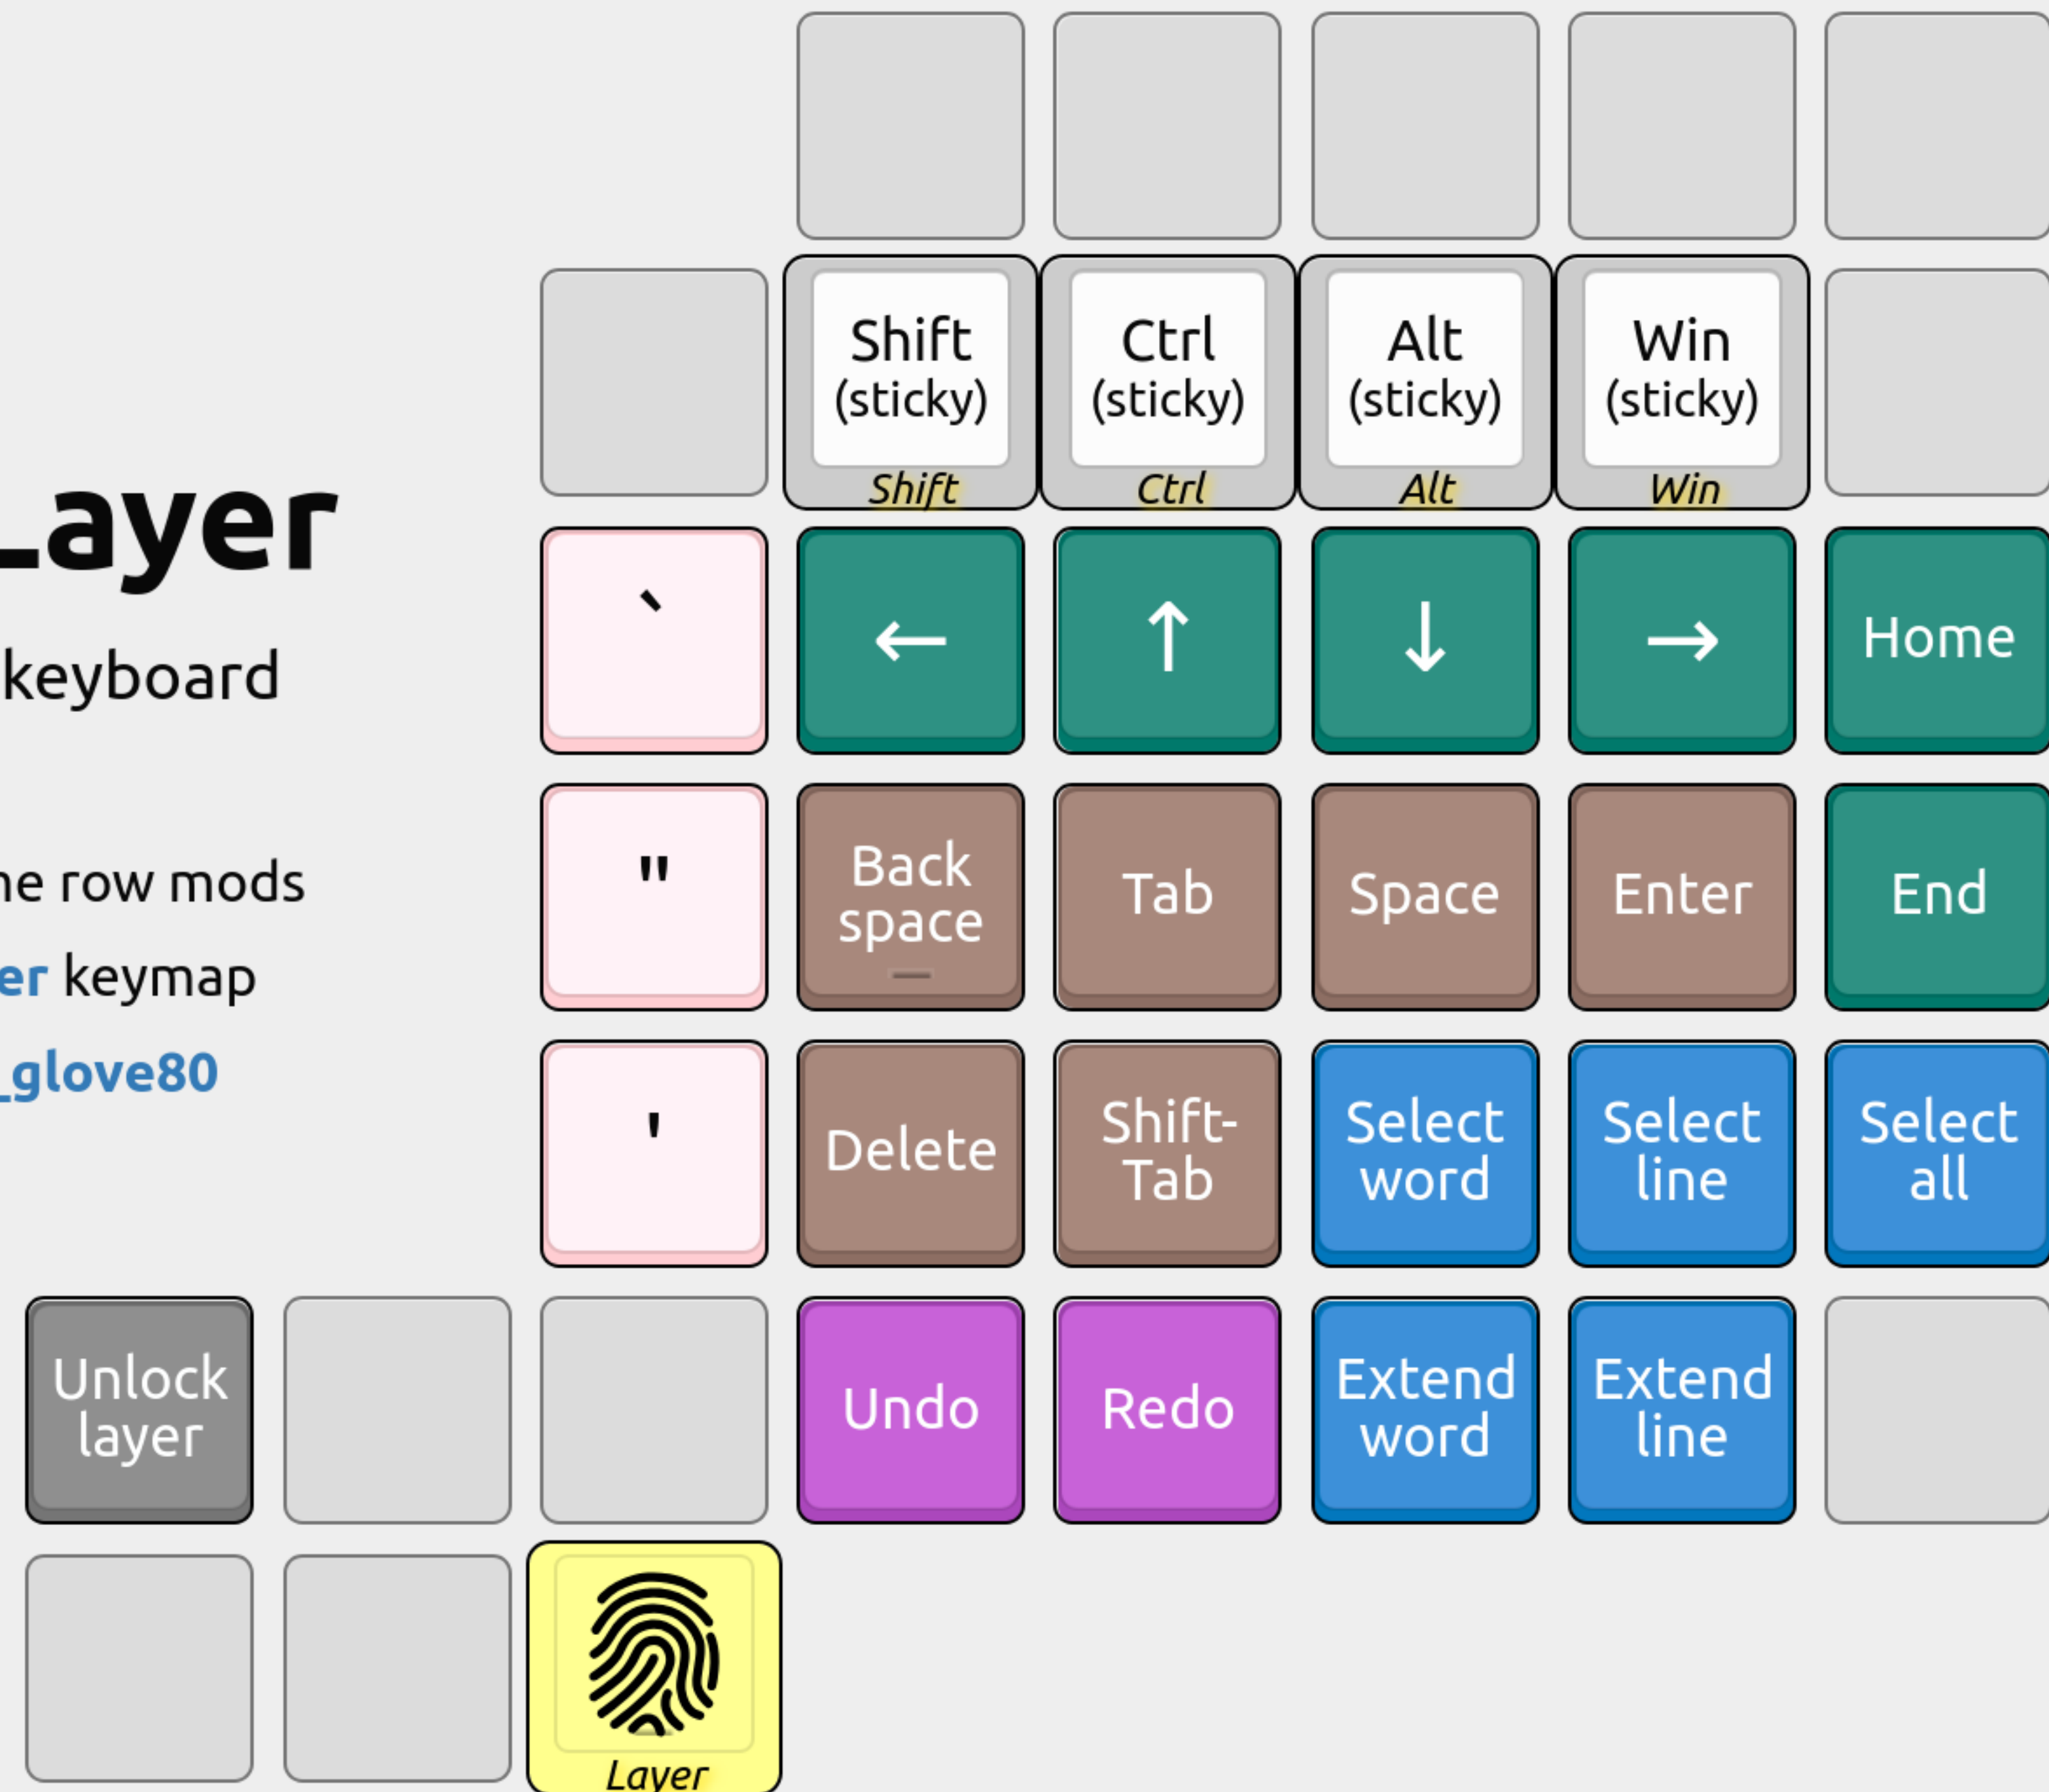 Shift Ctrl Alt Win
(sticky) (sticky) (sticky) (sticky)
Shift Ctrl Alt Win
Layer
keyboard
` ← ↑ ↓ → Home
row mods
keymap
_glove80
" Back space Tab Space Enter End
' Delete Shift-Tab Select word Select line Select all
Unlock layer Undo Redo Extend word Extend line
Layer